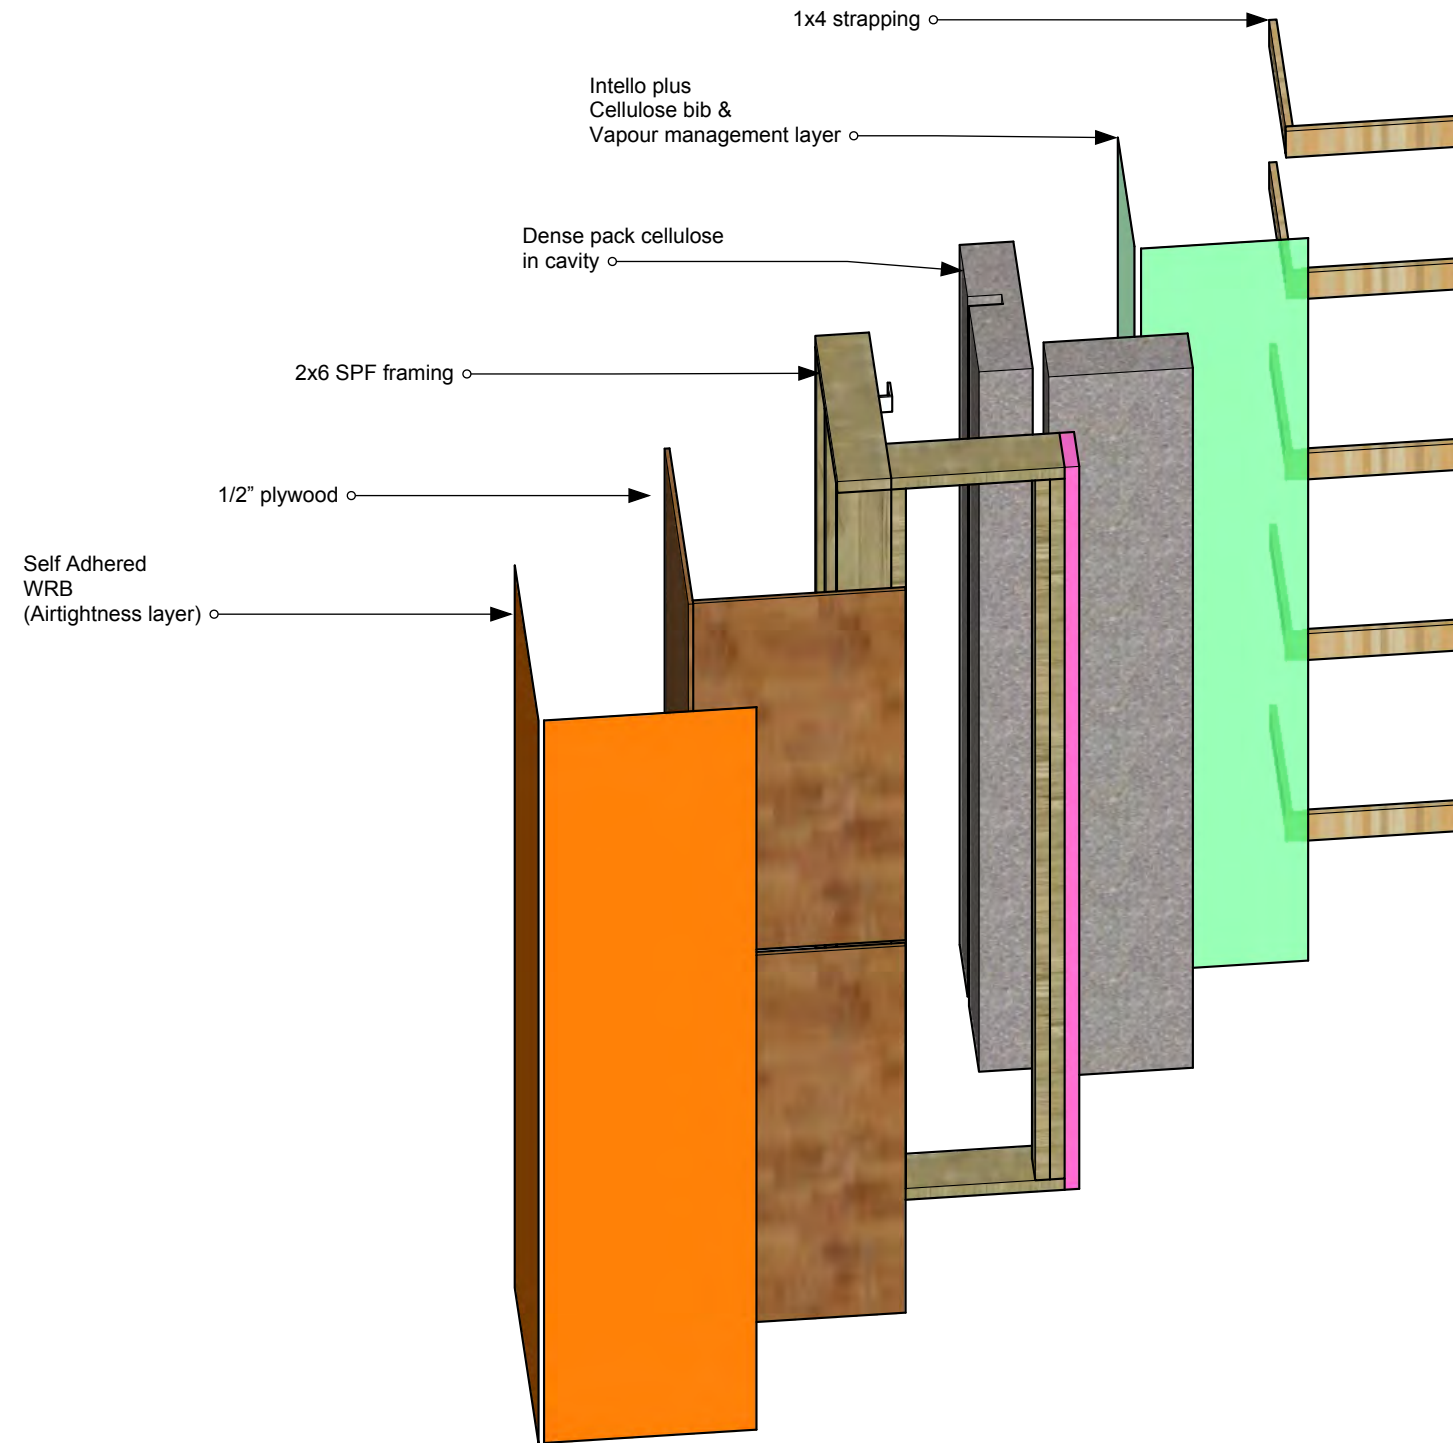 1x4 strapping
Intello plus
Cellulose bib &
Vapour management layer
Dense pack cellulose
in cavity
2x6 SPF framing
1/2” plywood
Self Adhered
WRB
(Airtightness layer)